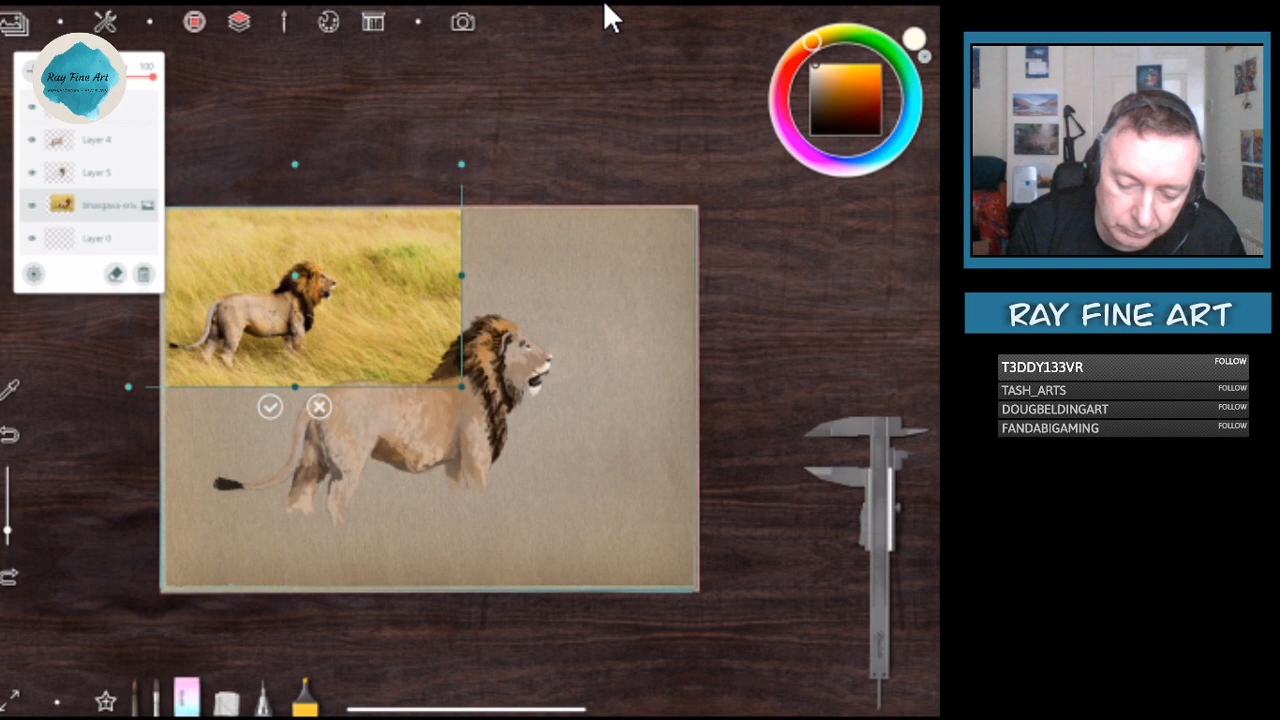 Ray Fine Art
100
Layer 4
Layer 5
Layer 0
RAY FINE ART
T3DDY133VR FOLLOW
TASH_ARTS FOLLOW
DOUGBELDINGART FOLLOW
FANDABIGAMING FOLLOW